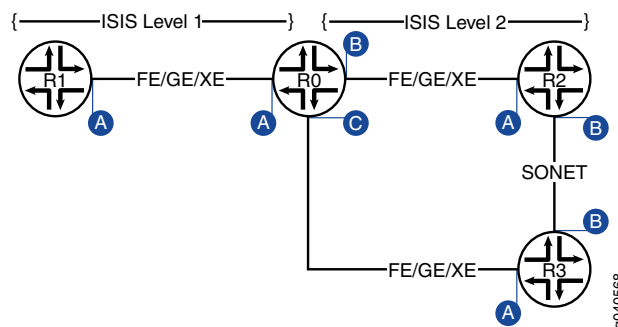 { ISIS Level 1 } { ISIS Level 2 }
B
R1 FE/GE/XE R0 FE/GE/XE R2
A A C A B
SONET
B
FE/GE/XE R3
A
g040568